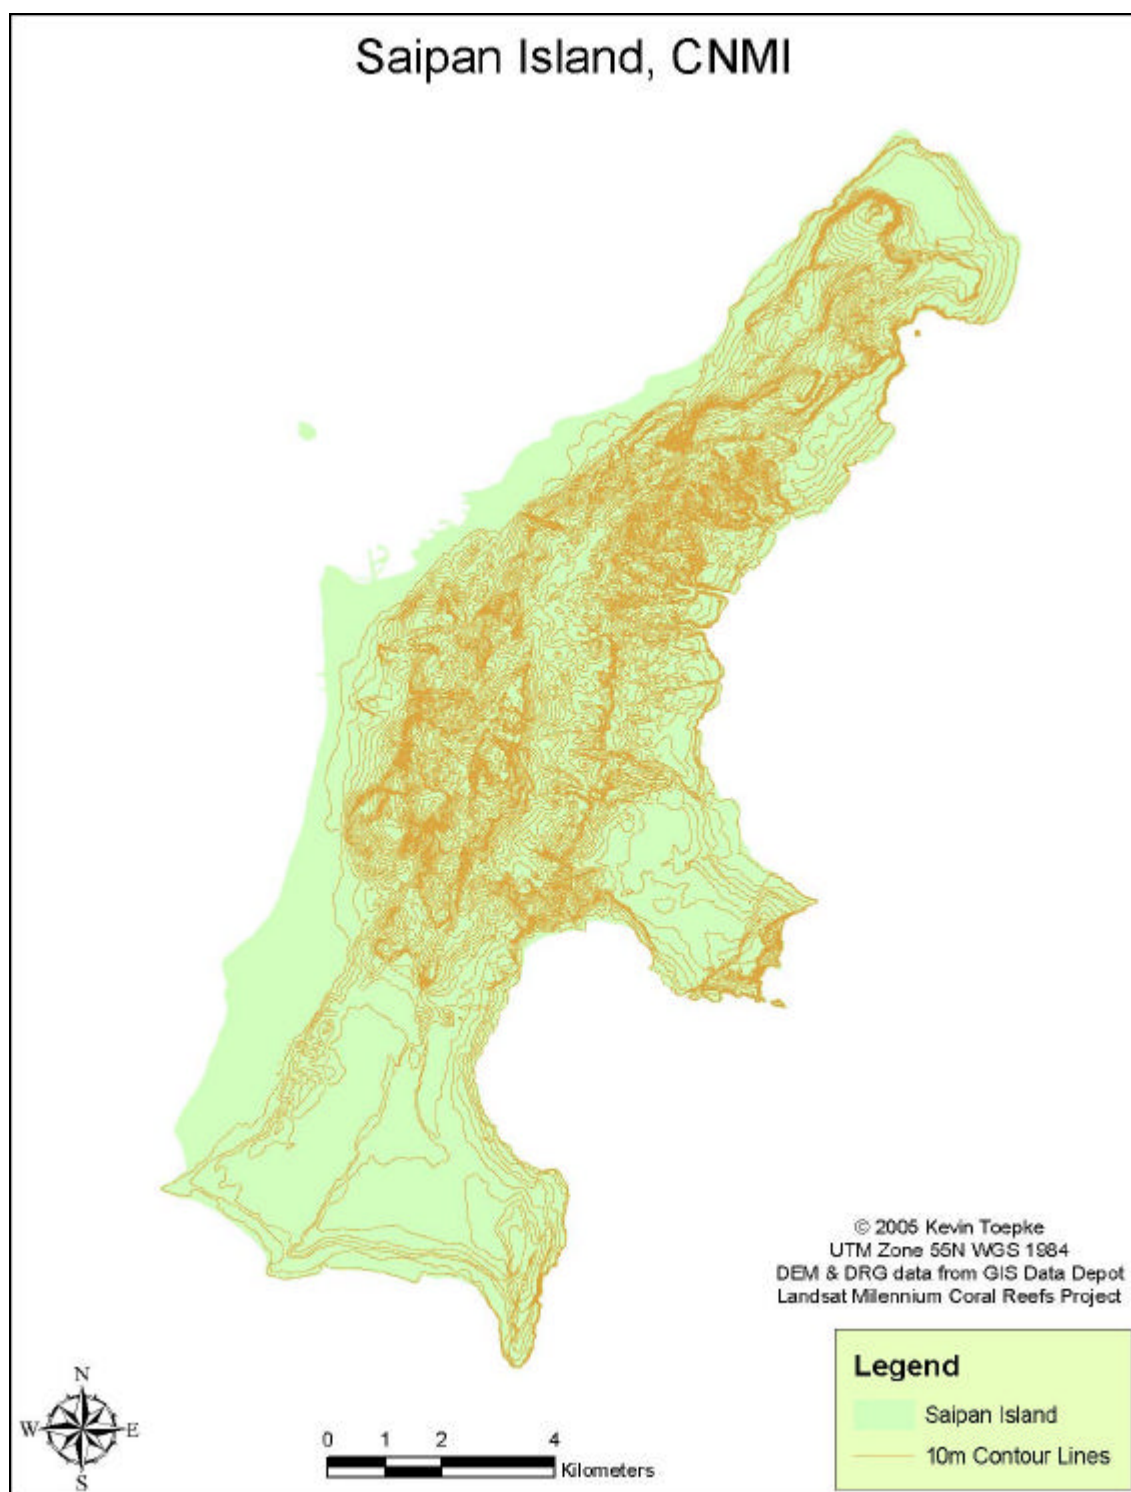 Saipan Island, CNMI
© 2005 Kevin Toepke
UTM Zone 55N WGS 1984
DEM & DRG data from GIS Data Depot
Landsat Milennium Coral Reefs Project
Legend
Saipan Island
10m Contour Lines
N
W E
S
0 1 2 4
Kilometers